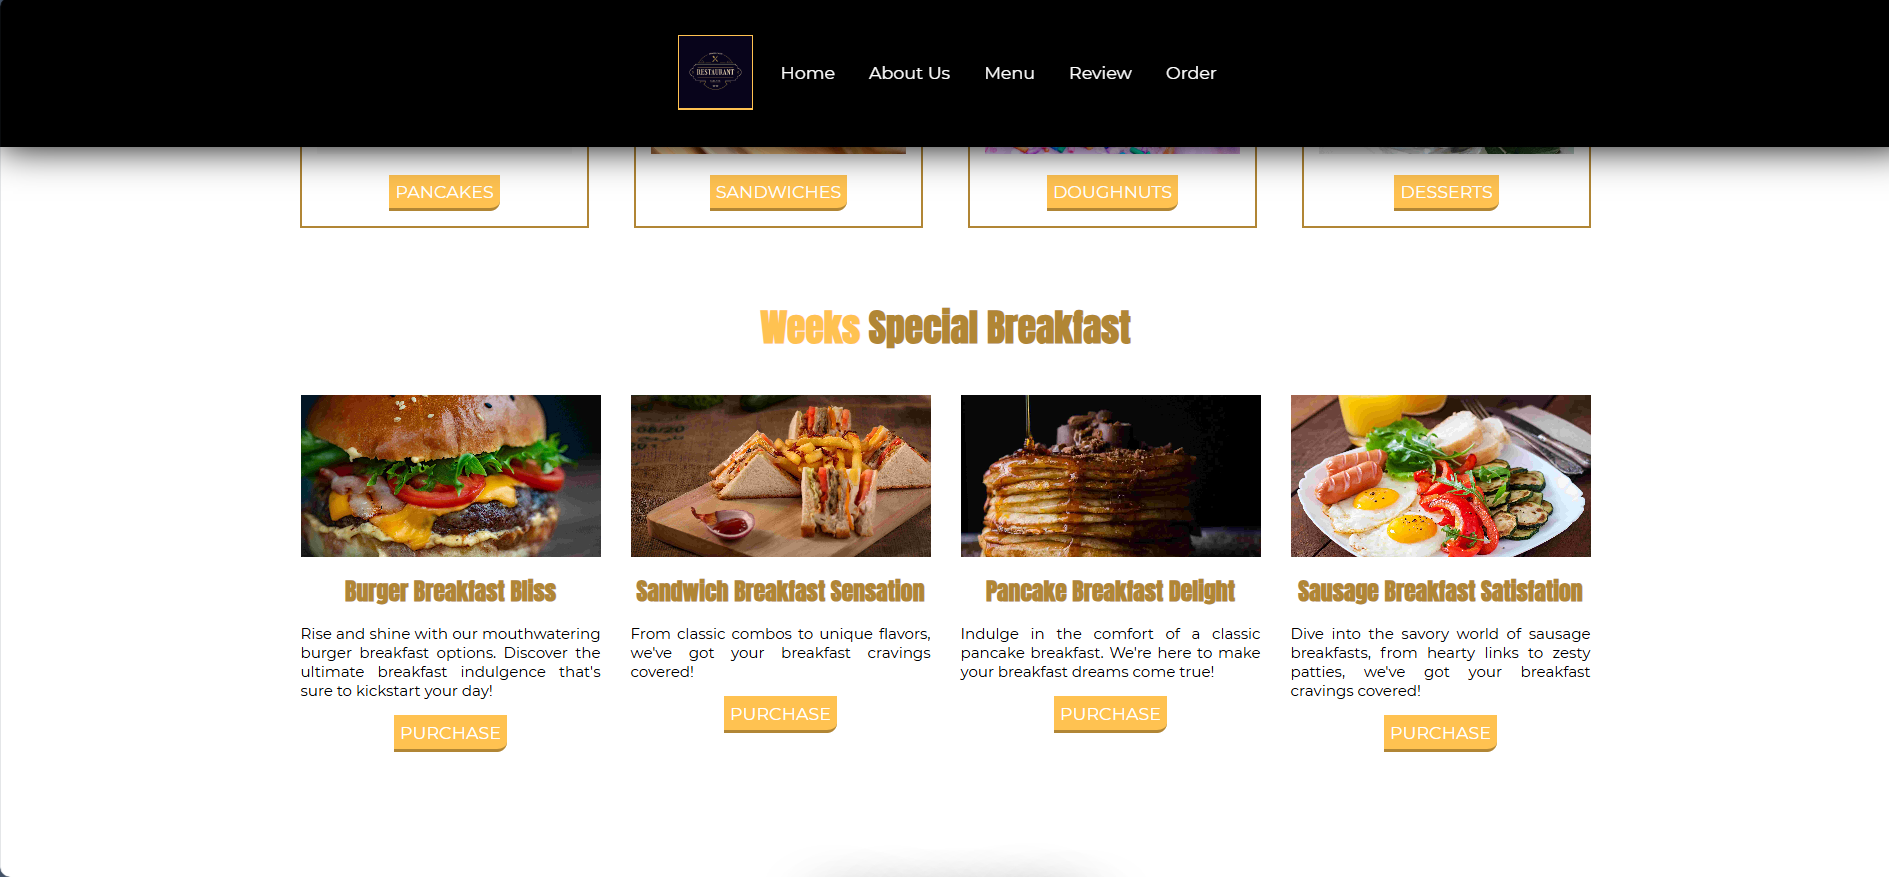 RESTAURANT
Home
About Us
Menu
Review
Order
PANCAKES
SANDWICHES
DOUGHNUTS
DESSERTS
Weeks Special Breakfast
Burger Breakfast Bliss
Rise and shine with our mouthwatering
burger breakfast options. Discover the
ultimate breakfast indulgence that's
sure to kickstart your day!
PURCHASE
Sandwich Breakfast Sensation
From classic combos to unique flavors,
we've got your breakfast cravings
covered!
PURCHASE
Pancake Breakfast Delight
Indulge in the comfort of a classic
pancake breakfast. We're here to make
your breakfast dreams come true!
PURCHASE
Sausage Breakfast Satisfation
Dive into the savory world of sausage
breakfasts, from hearty links to zesty
patties, we've got your breakfast
cravings covered!
PURCHASE